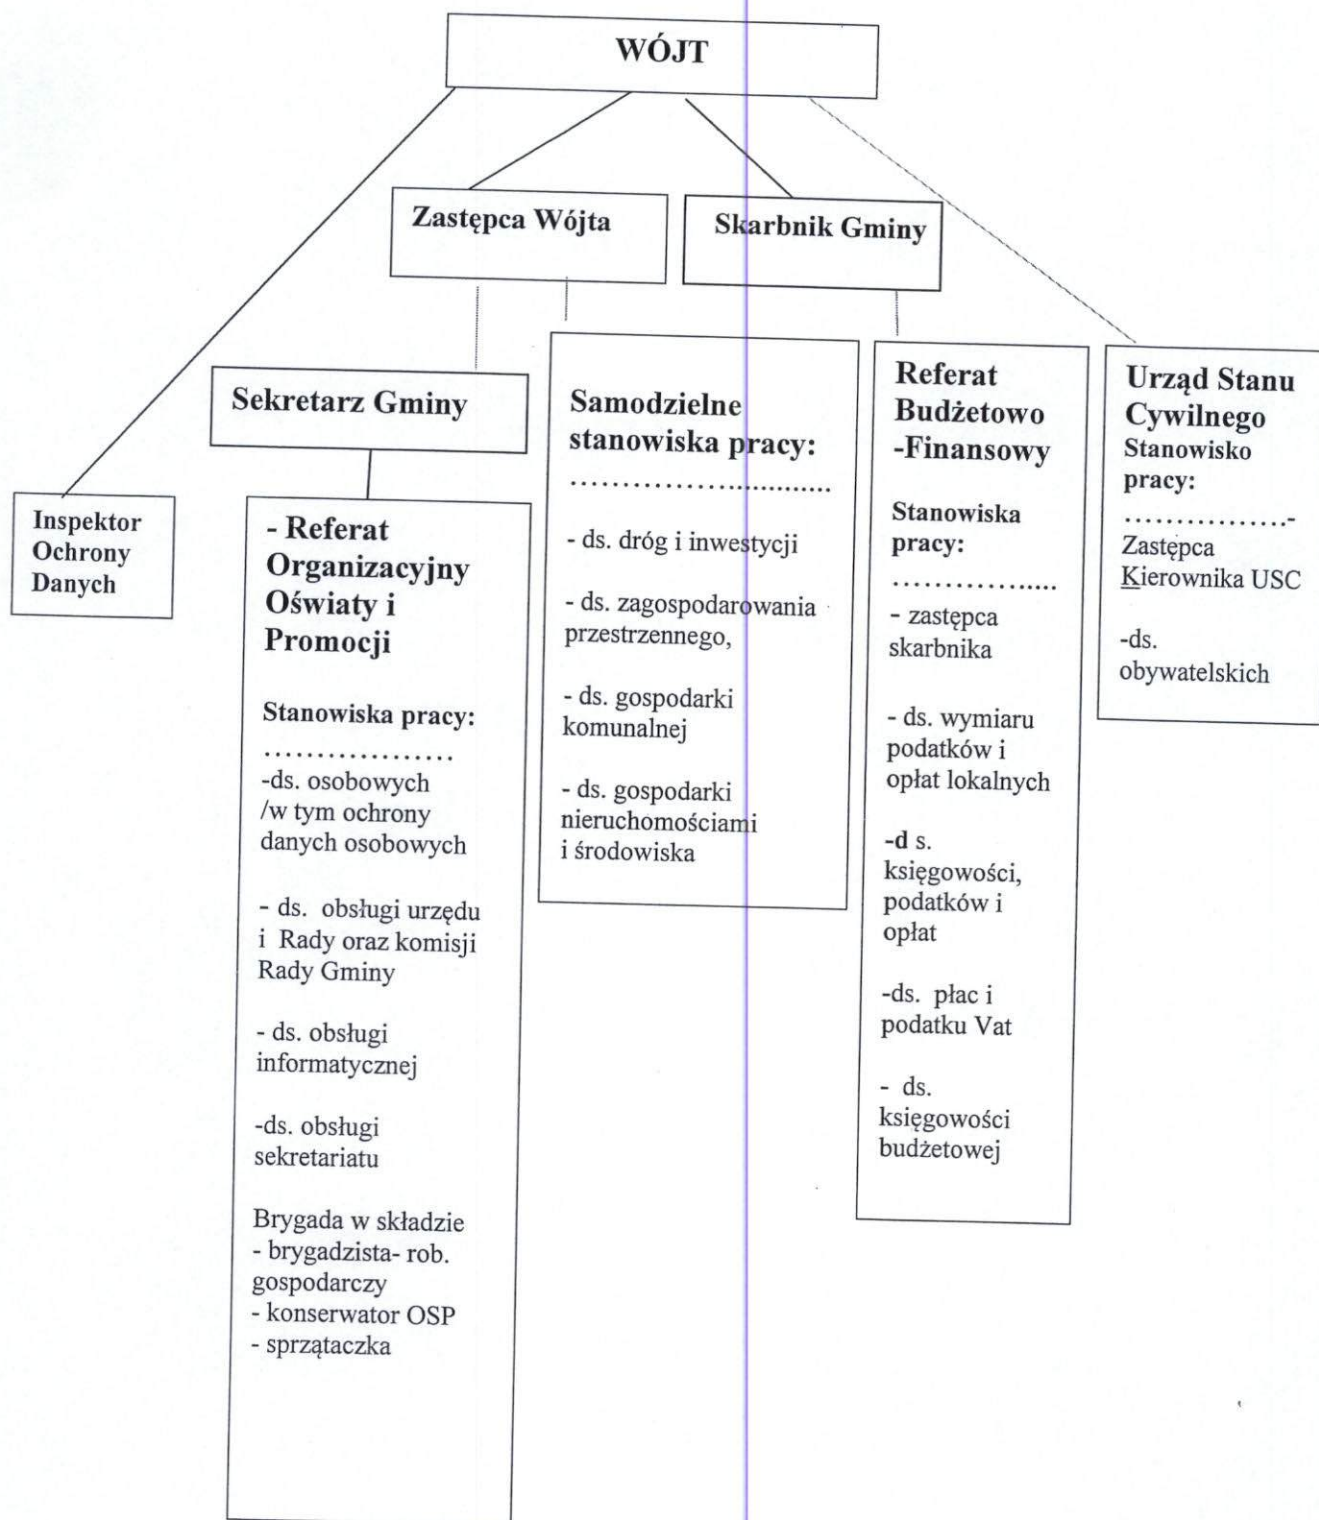 WÓJT
Zastępca Wójta
Skarbnik Gminy
Sekretarz Gminy
Inspektor
Ochrony
Danych
- Referat
Organizacyjny
Oświaty i
Promocji
Stanowiska pracy:
..................
-ds. osobowych
/w tym ochrony
danych osobowych
- ds. obsługi urzędu
i Rady oraz komisji
Rady Gminy
- ds. obsługi
informatycznej
-ds. obsługi
sekretariatu
Brygada w składzie
- brygadzista- rob.
gospodarczy
- konserwator OSP
- sprzątaczka
Samodzielne
stanowiska pracy:
............................
- ds. dróg i inwestycji
- ds. zagospodarowania
przestrzennego,
- ds. gospodarki
komunalnej
- ds. gospodarki
nieruchomościami
i środowiska
Referat
Budżetowo
-Finansowy
Stanowiska
pracy:
.................
- zastępca
skarbnika
- ds. wymiaru
podatków i
opłat lokalnych
-d s.
księgowości,
podatków i
opłat
-ds. płac i
podatku Vat
- ds.
księgowości
budżetowej
Urząd Stanu
Cywilnego
Stanowisko
pracy:
................-
Zastępca
Kierownika USC
-ds.
obywatelskich